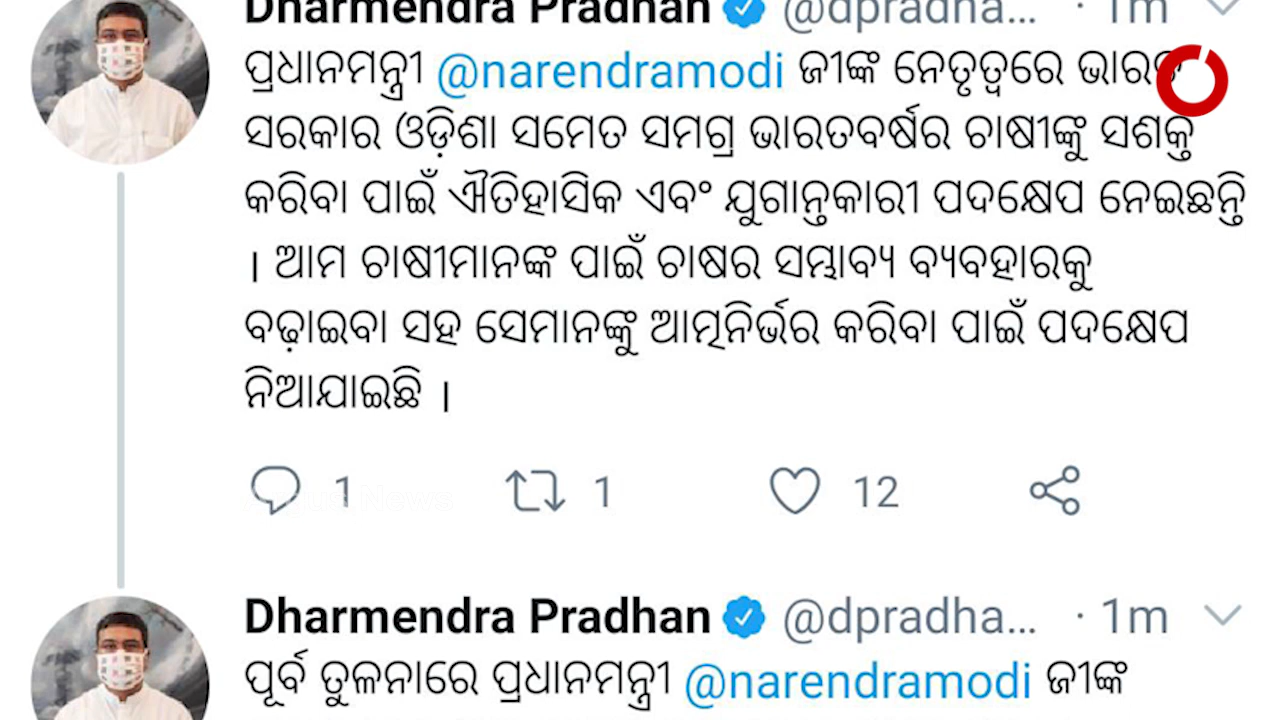 Dharmendra Pradhan @dpradha... · 1m
ପ୍ରଧାନମନ୍ତ୍ରୀ @narendramodi ଜୀଙ୍କ ନେତୃତ୍ୱରେ ଭାରତ
ସରକାର ଓଡ଼ିଶା ସମେତ ସମଗ୍ର ଭାରତବର୍ଷର ଚାଷୀଙ୍କୁ ସଶକ୍ତ
କରିବା ପାଇଁ ଐତିହାସିକ ଏବଂ ଯୁଗାନ୍ତକାରୀ ପଦକ୍ଷେପ ନେଇଛନ୍ତି
। ଆମ ଚାଷୀମାନଙ୍କ ପାଇଁ ଚାଷର ସମ୍ଭାବ୍ୟ ବ୍ୟବହାରକୁ
ବଢ଼ାଇବା ସହ ସେମାନଙ୍କୁ ଆତ୍ମନିର୍ଭର କରିବା ପାଇଁ ପଦକ୍ଷେପ
ନିଆଯାଇଛି ।
1 1 12
Argus News
Dharmendra Pradhan @dpradha... · 1m
ପୂର୍ବ ତୁଳନାରେ ପ୍ରଧାନମନ୍ତ୍ରୀ @narendramodi ଜୀଙ୍କ